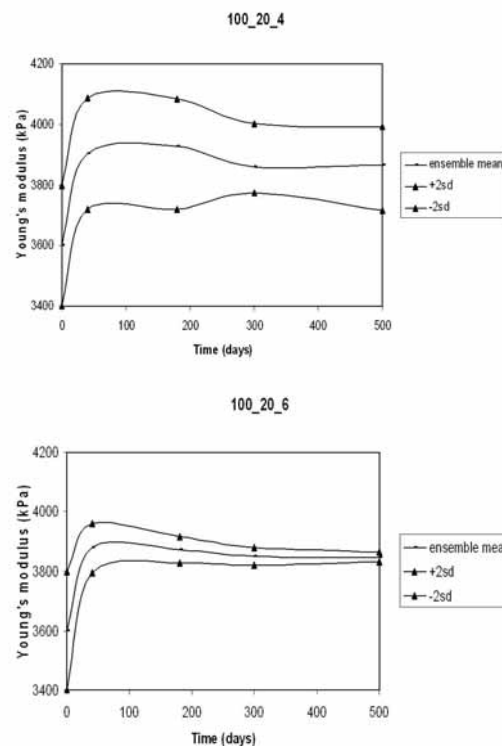 100_20_4
4200
4000
3800
3600
3400
Young's modulus (kPa)
0 100 200 300 400 500
Time (days)
ensemble mean
+2sd
-2sd
100_20_6
4200
4000
3800
3600
3400
Young's modulus (kPa)
0 100 200 300 400 500
Time (days)
ensemble mea
+2sd
-2sd